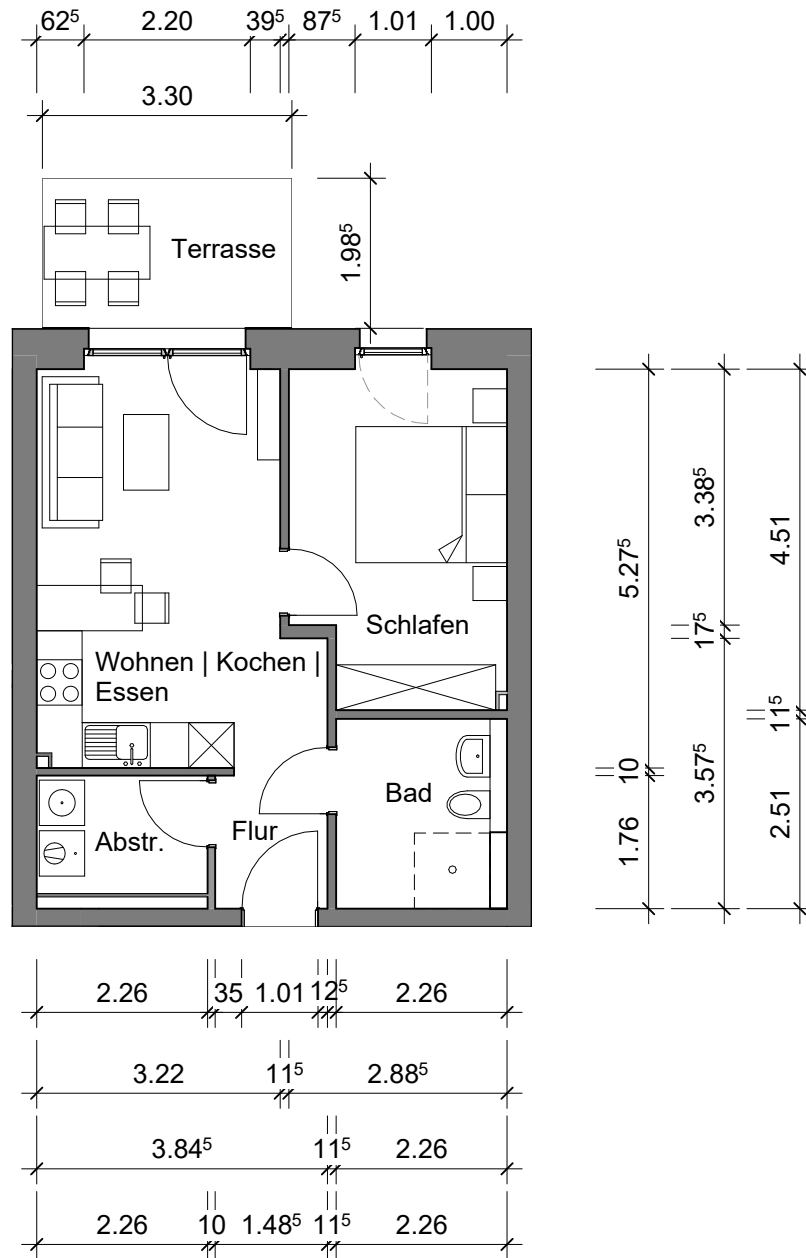 62⁵ 2.20 39⁵ 87⁵ 1.01 1.00
3.30
1.98⁵
Terrasse
5.27⁵
3.38⁵
4.51
Schlafen
17⁵
Wohnen | Kochen |
Essen
11⁵
10
3.57⁵
Bad
Flur
Abstr.
1.76
2.51
2.26 35 1.01 12⁵ 2.26
3.22 11⁵ 2.88⁵
3.84⁵ 11⁵ 2.26
2.26 10 1.48⁵ 11⁵ 2.26